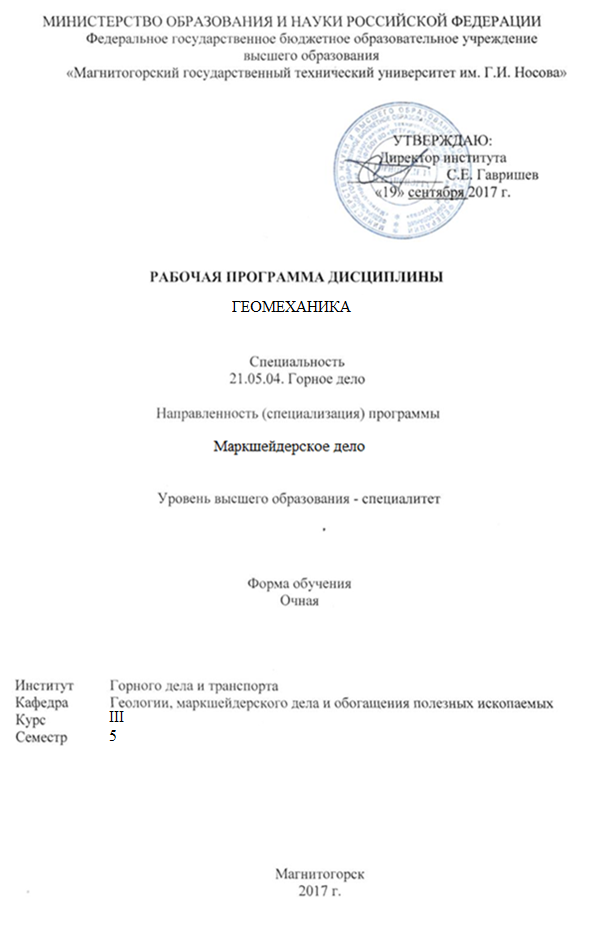 МИНИСТЕРСТВО ОБРАЗОВАНИЯ И НАУКИ РОССИЙСКОЙ ФЕДЕРАЦИИ
Федеральное государственное бюджетное образовательное учреждение
высшего образования
«Магнитогорский государственный технический университет им. Г.И. Носова»
УТВЕРЖДАЮ:
Директор института
С.Е. Гавришев
«19» сентября 2017 г.
РАБОЧАЯ ПРОГРАММА ДИСЦИПЛИНЫ
ГЕОМЕХАНИКА
Специальность
21.05.04. Горное дело
Направленность (специализация) программы
Маркшейдерское дело
Уровень высшего образования - специалитет
Форма обучения
Очная
Институт Горного дела и транспорта
Кафедра Геологии, маркшейдерского дела и обогащения полезных ископаемых
Курс III
Семестр 5
Магнитогорск
2017 г.